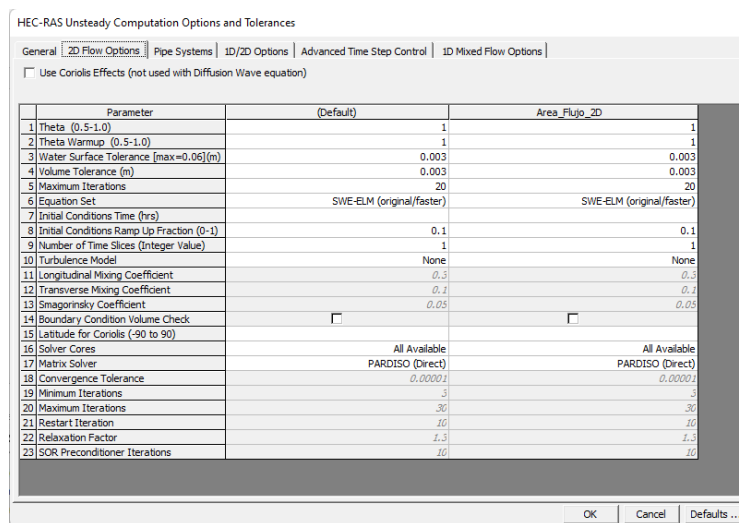 HEC-RAS Unsteady Computation Options and Tolerances
General 2D Flow Options Pipe Systems 1D/2D Options Advanced Time Step Control 1D Mixed Flow Options
Use Coriolis Effects (not used with Diffusion Wave equation)
Parameter (Default) Area_Flujo_2D
1 Theta (0.5-1.0) 1 1
2 Theta Warmup (0.5-1.0) 1 1
3 Water Surface Tolerance [max=0.06](m) 0.003 0.003
4 Volume Tolerance (m) 0.003 0.003
5 Maximum Iterations 20 20
6 Equation Set SWE-ELM (original/faster) SWE-ELM (original/faster)
7 Initial Conditions Time (hrs)
8 Initial Conditions Ramp Up Fraction (0-1) 0.1 0.1
9 Number of Time Slices (Integer Value) 1 1
10 Turbulence Model None None
11 Longitudinal Mixing Coefficient 0.3 0.3
12 Transverse Mixing Coefficient 0.1 0.1
13 Smagorinsky Coefficient 0.05 0.05
14 Boundary Condition Volume Check
15 Latitude for Coriolis (-90 to 90)
16 Solver Cores All Available All Available
17 Matrix Solver PARDISO (Direct) PARDISO (Direct)
18 Convergence Tolerance 0.00001 0.00001
19 Minimum Iterations 3 3
20 Maximum Iterations 30 30
21 Restart Iteration 10 10
22 Relaxation Factor 1.3 1.3
23 SOR Preconditioner Iterations 10 10
OK Cancel Defaults ..